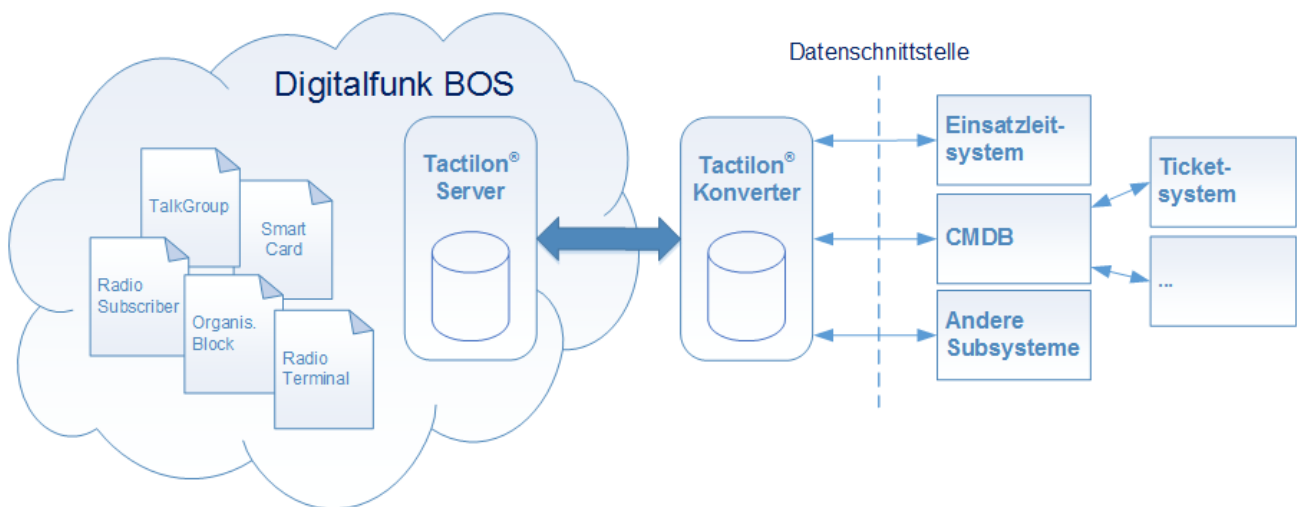 Digitalfunk BOS
TalkGroup
Smart
Card
Radio
Subscriber
Organis.
Block
Radio
Terminal
Tactilon®
Server
Tactilon®
Konverter
Datenschnittstelle
Einsatzleit-
system
CMDB
Andere
Subsysteme
Ticket-
system
...